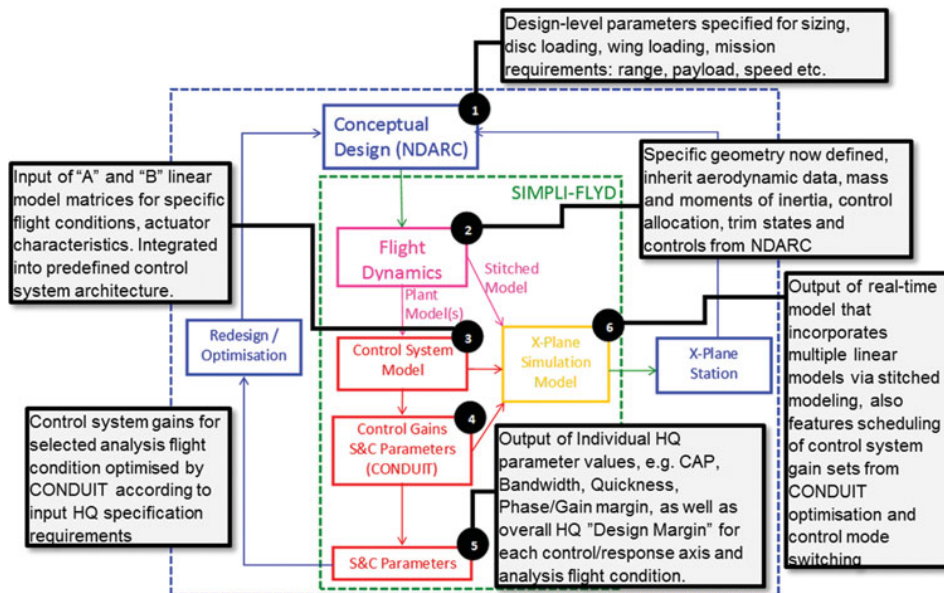 Design-level parameters specified for sizing,
disc loading, wing loading, mission
requirements: range, payload, speed etc.
1
Conceptual
Design (NDARC)
Input of “A” and “B” linear
model matrices for specific
flight conditions, actuator
characteristics. Integrated
into predefined control
system architecture.
SIMPLI-FLYD
Specific geometry now defined,
inherit aerodynamic data, mass
and moments of inertia, control
allocation, trim states and
controls from NDARC
2
Flight
Dynamics
Stitched
Model
Plant
Model(s)
Redesign /
Optimisation
3
Control System
Model
6
X-Plane
Simulation
Model
X-Plane
Station
Output of real-time
model that
incorporates
multiple linear
models via stitched
modeling, also
features scheduling
of control system
gain sets from
CONDUIT
optimisation and
control mode
switching
Control system gains for
selected analysis flight
condition optimised by
CONDUIT according to
input HQ specification
requirements
4
Control Gains
S&C Parameters
(CONDUIT)
Output of Individual HQ
parameter values, e.g. CAP,
Bandwidth, Quickness,
Phase/Gain margin, as well as
overall HQ ”Design Margin” for
each control/response axis and
analysis flight condition.
5
S&C Parameters